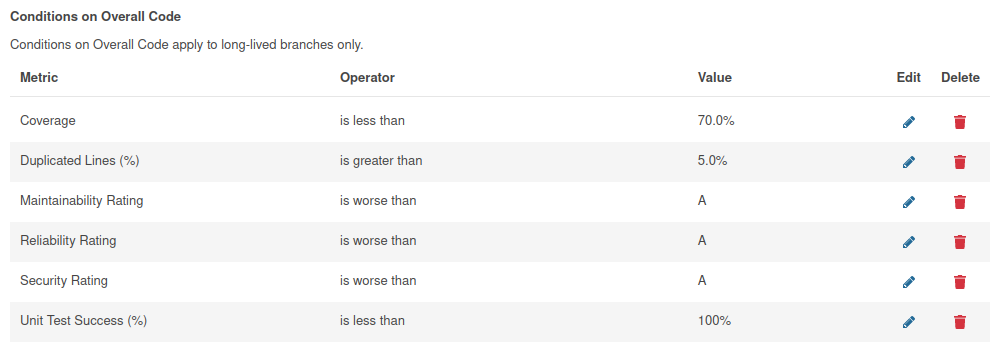 Conditions on Overall Code
Conditions on Overall Code apply to long-lived branches only.
Metric Operator Value Edit Delete
Coverage is less than 70.0%
Duplicated Lines (%) is greater than 5.0%
Maintainability Rating is worse than A
Reliability Rating is worse than A
Security Rating is worse than A
Unit Test Success (%) is less than 100%